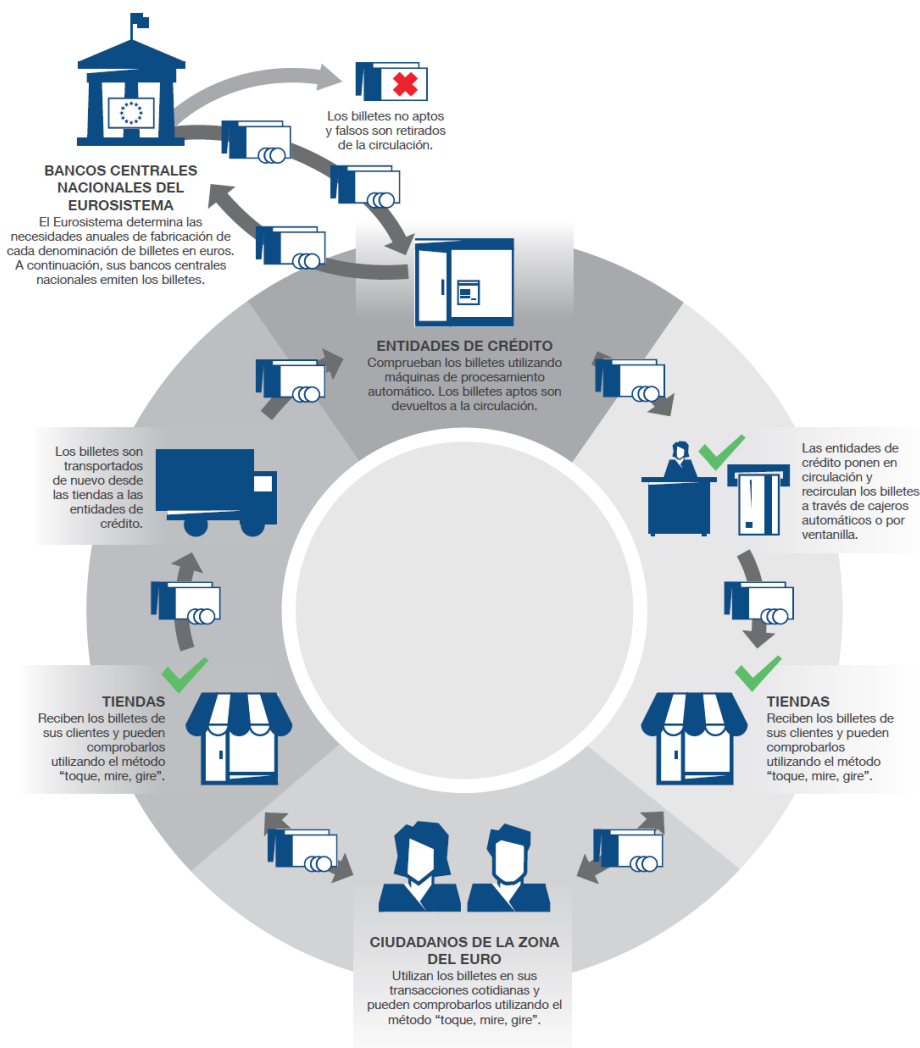 Los billetes no aptos
y falsos son retirados
de la circulación.
BANCOS CENTRALES
NACIONALES DEL
EUROSISTEMA
El Eurosistema determina las
necesidades anuales de fabricación de
cada denominación de billetes en euros.
A continuación, sus bancos centrales
nacionales emiten los billetes.
ENTIDADES DE CRÉDITO
Comprueban los billetes utilizando
máquinas de procesamiento
automático. Los billetes aptos son
devueltos a la circulación.
Los billetes son
transportados
de nuevo desde
las tiendas a las
entidades de
crédito.
Las entidades de
crédito ponen en
circulación y
recirculan los billetes
a través de cajeros
automáticos o por
ventanilla.
TIENDAS
Reciben los billetes de
sus clientes y pueden
comprobarlos
utilizando el método
“toque, mire, gire”.
TIENDAS
Reciben los billetes de
sus clientes y pueden
comprobarlos
utilizando el método
“toque, mire, gire”.
CIUDADANOS DE LA ZONA
DEL EURO
Utilizan los billetes en sus
transacciones cotidianas y
pueden comprobarlos utilizando el
método “toque, mire, gire”.